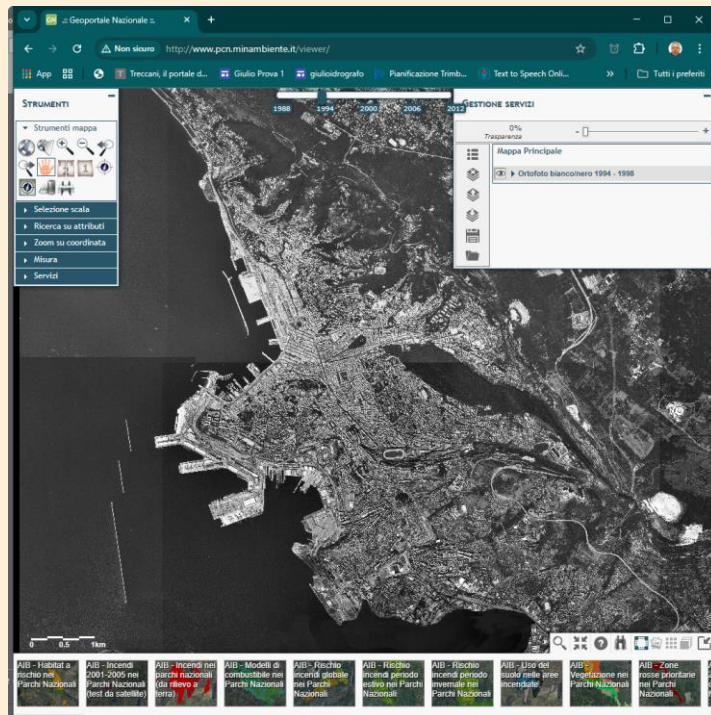 .:: Geoportale Nazionale ::.
Non sicuro http://www.pcn.minambiente.it/viewer/
App
Treccani, il portale d...
Giulio Prova 1
giulioidrografo
Pianificazione Trimb...
Text to Speech Onli...
Tutti i preferiti
STRUMENTI
Strumenti mappa
Selezione scala
Ricerca su attributi
Zoom su coordinata
Misura
Servizi
1988 1994 2000 2006 2012
GESTIONE SERVIZI
0%
Trasparenza
- +
Mappa Principale
Ortofoto bianco/nero 1994 - 1998
0 0.5 1km
AIB - Habitat a rischio nei Parchi Nazionali
AIB - Incendi 2001-2005 nei Parchi Nazionali (test da satellite)
AIB - Incendi nei parchi nazionali (da rilievo a terra)
AIB - Modelli di combustibile nei Parchi Nazionali
AIB - Rischio incendi globale nei Parchi Nazionali
AIB - Rischio incendi periodo estivo nei Parchi Nazionali
AIB - Rischio incendi periodo invernale nei Parchi Nazionali
AIB - Uso del suolo nelle aree incendiate
AIB - Vegetazione nei Parchi Nazionali
AIB - Zone rosse prioritarie nei Parchi Nazionali